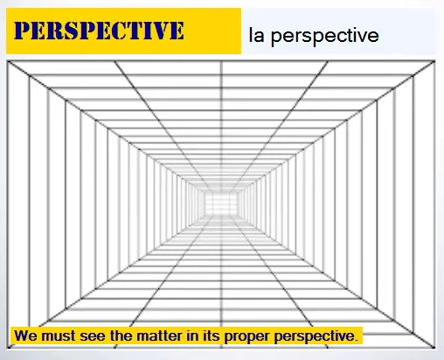 PERSPECTIVE
la perspective
We must see the matter in its proper perspective.